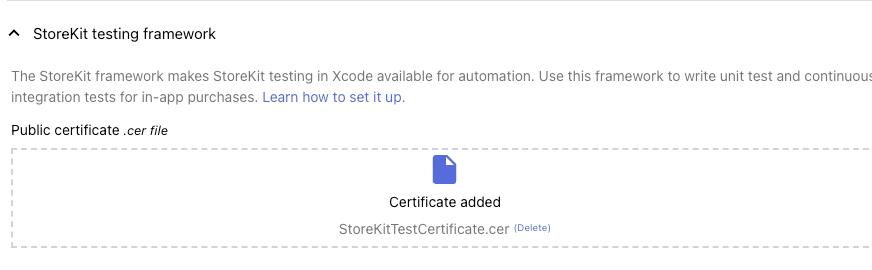 StoreKit testing framework
The StoreKit framework makes StoreKit testing in Xcode available for automation. Use this framework to write unit test and continuous
integration tests for in-app purchases. Learn how to set it up.
Public certificate .cer file
Certificate added
StoreKitTestCertificate.cer (Delete)